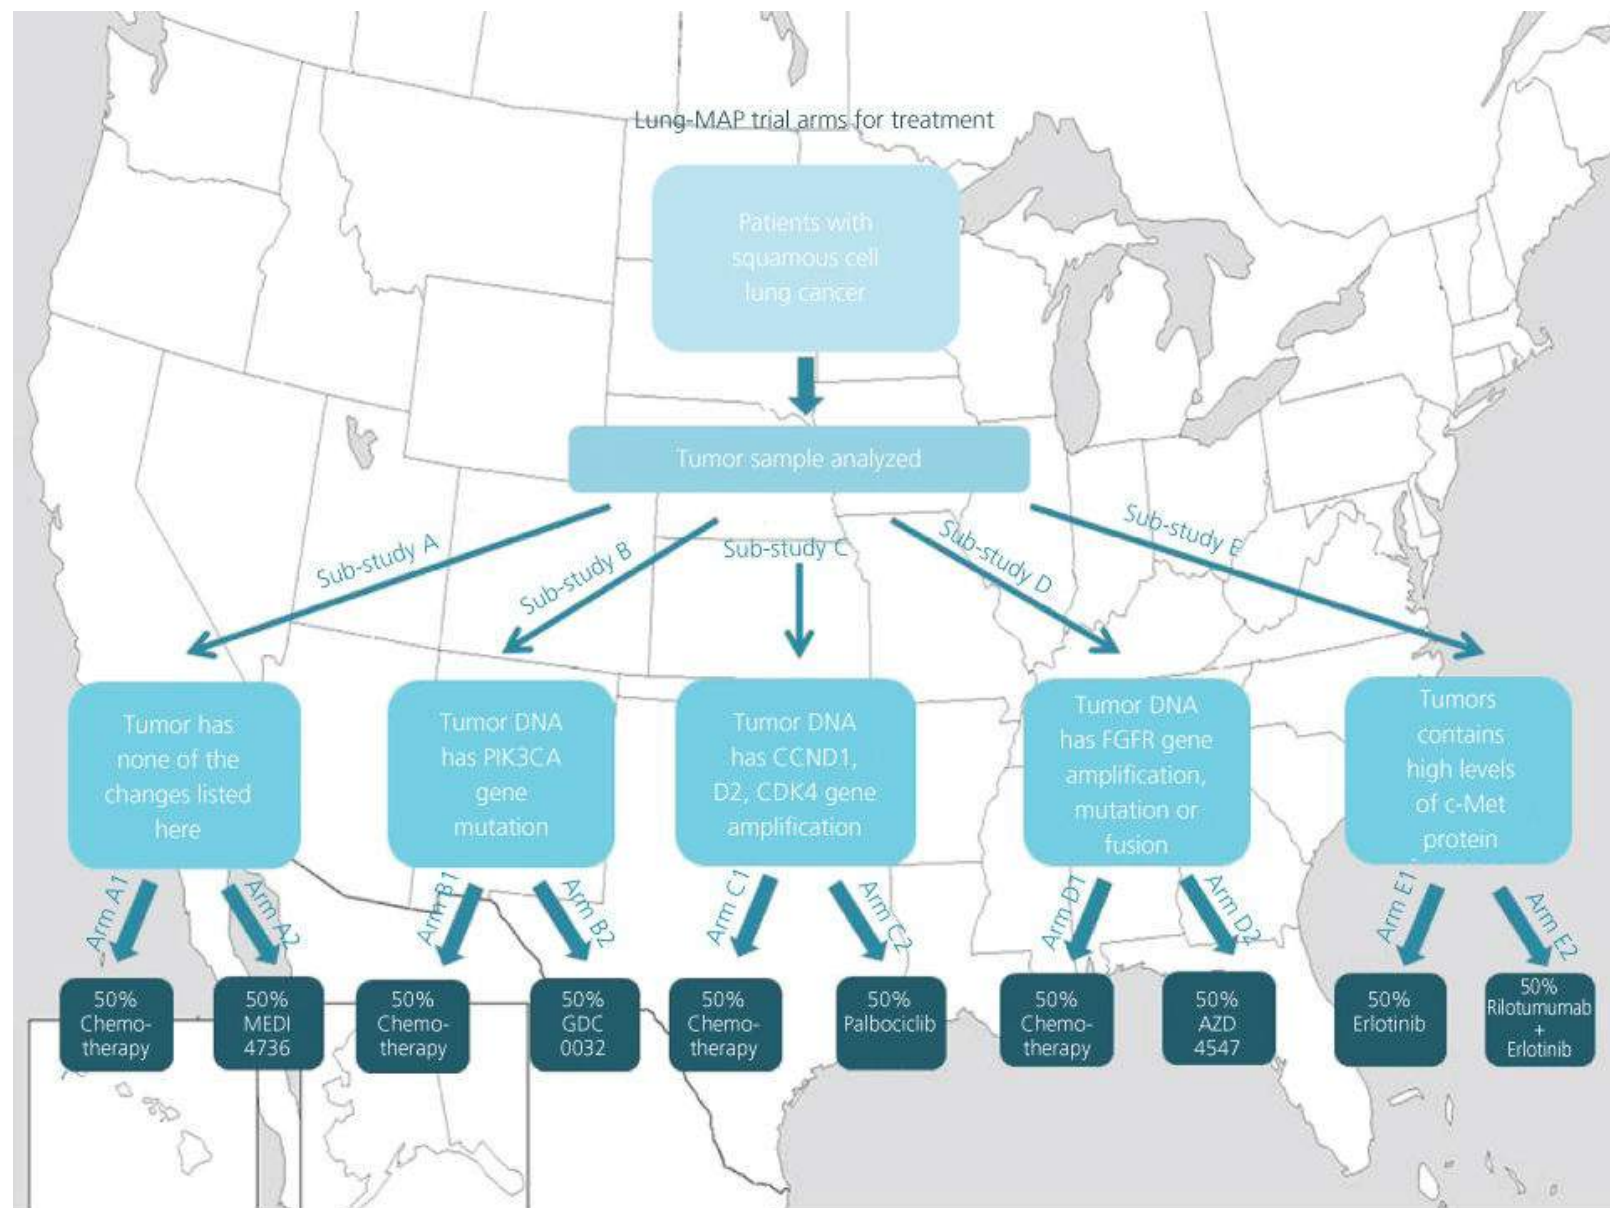 Lung-MAP trial arms for treatment
Patients with
squamous cell
lung cancer
Tumor sample analyzed
Sub-study A
Sub-study B
Sub-study C
Sub-study D
Sub-study E
Tumor has
none of the
changes listed
here
Tumor DNA
has PIK3CA
gene
mutation
Tumor DNA
has CCND1,
D2, CDK4 gene
amplification
Tumor DNA
has FGFR gene
amplification,
mutation or
fusion
Tumors
contains
high levels
of c-Met
protein
Arm A1
Arm A2
Arm B1
Arm B2
Arm C1
Arm C2
Arm D1
Arm D2
Arm E1
Arm E2
50%
Chemo-
therapy
50%
MEDI
4736
50%
Chemo-
therapy
50%
GDC
0032
50%
Chemo-
therapy
50%
Palbociclib
50%
Chemo-
therapy
50%
AZD
4547
50%
Erlotinib
50%
Rilotumumab
+
Erlotinib